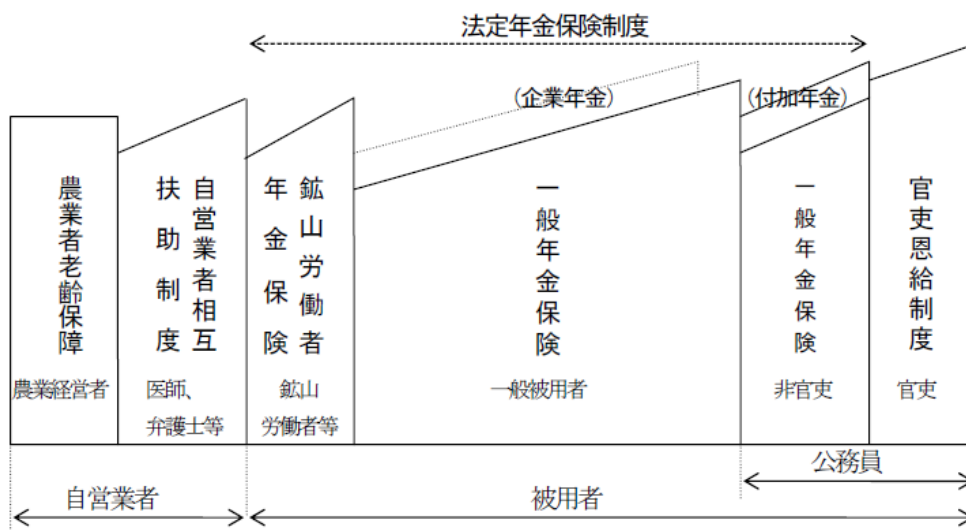 法定年金保険制度
(企業年金)
(付加年金)
農業者老齢保障
自営業者相互
扶助制度
鉱山労働者
年金保険
一般年金保険
一般年金保険
官吏恩給制度
農業経営者
医師、
弁護士等
鉱山
労働者等
一般被用者
非官吏
官吏
公務員
自営業者
被用者